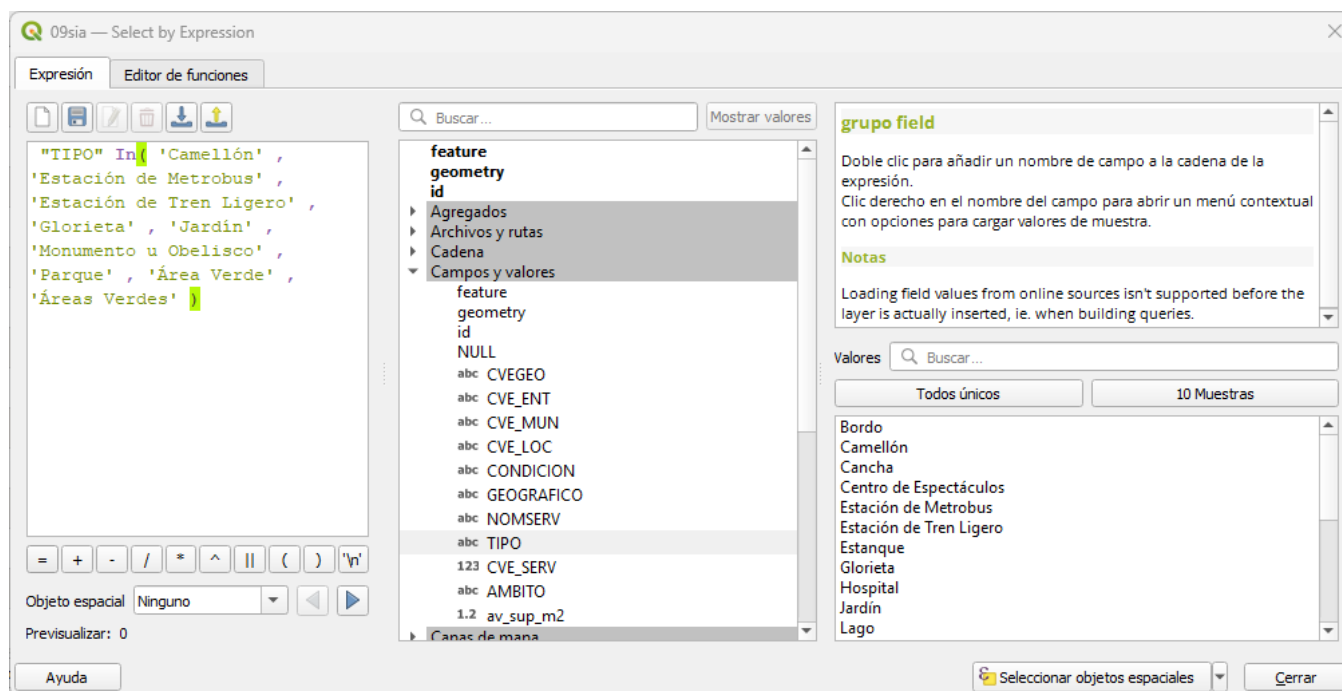 09sia — Select by Expression
Expresión
Editor de funciones
"TIPO" In( 'Camellón' ,
'Estación de Metrobus' ,
'Estación de Tren Ligero' ,
'Glorieta' , 'Jardín' ,
'Monumento u Obelisco' ,
'Parque' , 'Área Verde' ,
'Áreas Verdes' )
= + - / * ^ || ( ) '\n'
Objeto espacial Ninguno
Previsualizar: 0
Ayuda
Buscar...
Mostrar valores
feature
geometry
id
Agregados
Archivos y rutas
Cadena
Campos y valores
feature
geometry
id
NULL
abc CVEGEO
abc CVE_ENT
abc CVE_MUN
abc CVE_LOC
abc CONDICION
abc GEOGRAFICO
abc NOMSERV
abc TIPO
123 CVE_SERV
abc AMBITO
1.2 av_sup_m2
Capas de mapa
grupo field
Doble clic para añadir un nombre de campo a la cadena de la
expresión.
Clic derecho en el nombre del campo para abrir un menú contextual
con opciones para cargar valores de muestra.
Notas
Loading field values from online sources isn't supported before the
layer is actually inserted, ie. when building queries.
Valores
Buscar...
Todos únicos
10 Muestras
Bordo
Camellón
Cancha
Centro de Espectáculos
Estación de Metrobus
Estación de Tren Ligero
Estanque
Glorieta
Hospital
Jardín
Lago
Seleccionar objetos espaciales
Cerrar